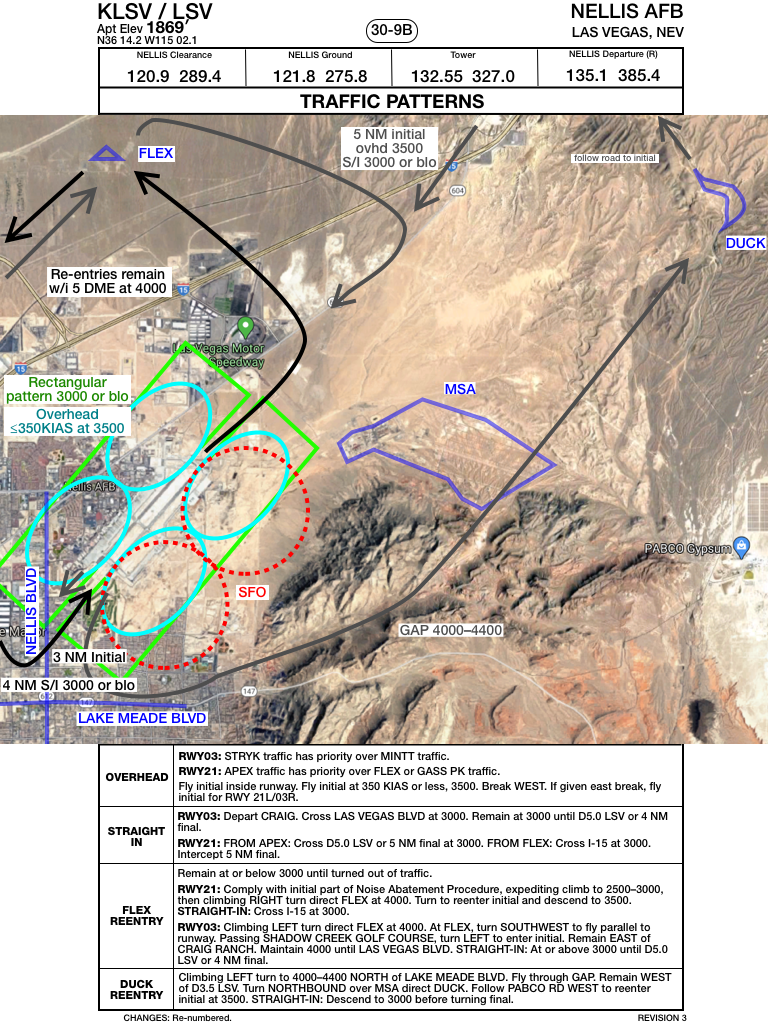 KLSV / LSV
Apt Elev 1869’
N36 14.2 W115 02.1
30-9B
NELLIS AFB
LAS VEGAS, NEV
NELLIS Clearance
120.9 289.4
NELLIS Ground
121.8 275.8
Tower
132.55 327.0
NELLIS Departure (R)
135.1 385.4
TRAFFIC PATTERNS
FLEX
5 NM initial
ovhd 3500
S/I 3000 or blo
15
604
follow road to initial
DUCK
Re-entries remain
w/i 5 DME at 4000
15
Las Vegas Motor
Speedway
15
Rectangular
pattern 3000 or blo
Overhead
≤350KIAS at 3500
MSA
Nellis AFB
PABCO Gypsum
NELLIS BLVD
SFO
GAP 4000–4400
3 NM Initial
4 NM S/I 3000 or blo
147
147
LAKE MEADE BLVD
OVERHEAD
RWY03: STRYK traffic has priority over MINTT traffic.
RWY21: APEX traffic has priority over FLEX or GASS PK traffic.
Fly initial inside runway. Fly initial at 350 KIAS or less, 3500. Break WEST. If given east break, fly
initial for RWY 21L/03R.
STRAIGHT
IN
RWY03: Depart CRAIG. Cross LAS VEGAS BLVD at 3000. Remain at 3000 until D5.0 LSV or 4 NM
final.
RWY21: FROM APEX: Cross D5.0 LSV or 5 NM final at 3000. FROM FLEX: Cross I-15 at 3000.
Intercept 5 NM final.
FLEX
REENTRY
Remain at or below 3000 until turned out of traffic.
RWY21: Comply with initial part of Noise Abatement Procedure, expediting climb to 2500–3000,
then climbing RIGHT turn direct FLEX at 4000. Turn to reenter initial and descend to 3500.
STRAIGHT-IN: Cross I-15 at 3000.
RWY03: Climbing LEFT turn direct FLEX at 4000. At FLEX, turn SOUTHWEST to fly parallel to
runway. Passing SHADOW CREEK GOLF COURSE, turn LEFT to enter initial. Remain EAST of
CRAIG RANCH. Maintain 4000 until LAS VEGAS BLVD. STRAIGHT-IN: At or above 3000 until D5.0
LSV or 4 NM final.
DUCK
REENTRY
Climbing LEFT turn to 4000–4400 NORTH of LAKE MEADE BLVD. Fly through GAP. Remain WEST
of D3.5 LSV. Turn NORTHBOUND over MSA direct DUCK. Follow PABCO RD WEST to reenter
initial at 3500. STRAIGHT-IN: Descend to 3000 before turning final.
CHANGES: Re-numbered.
REVISION 3